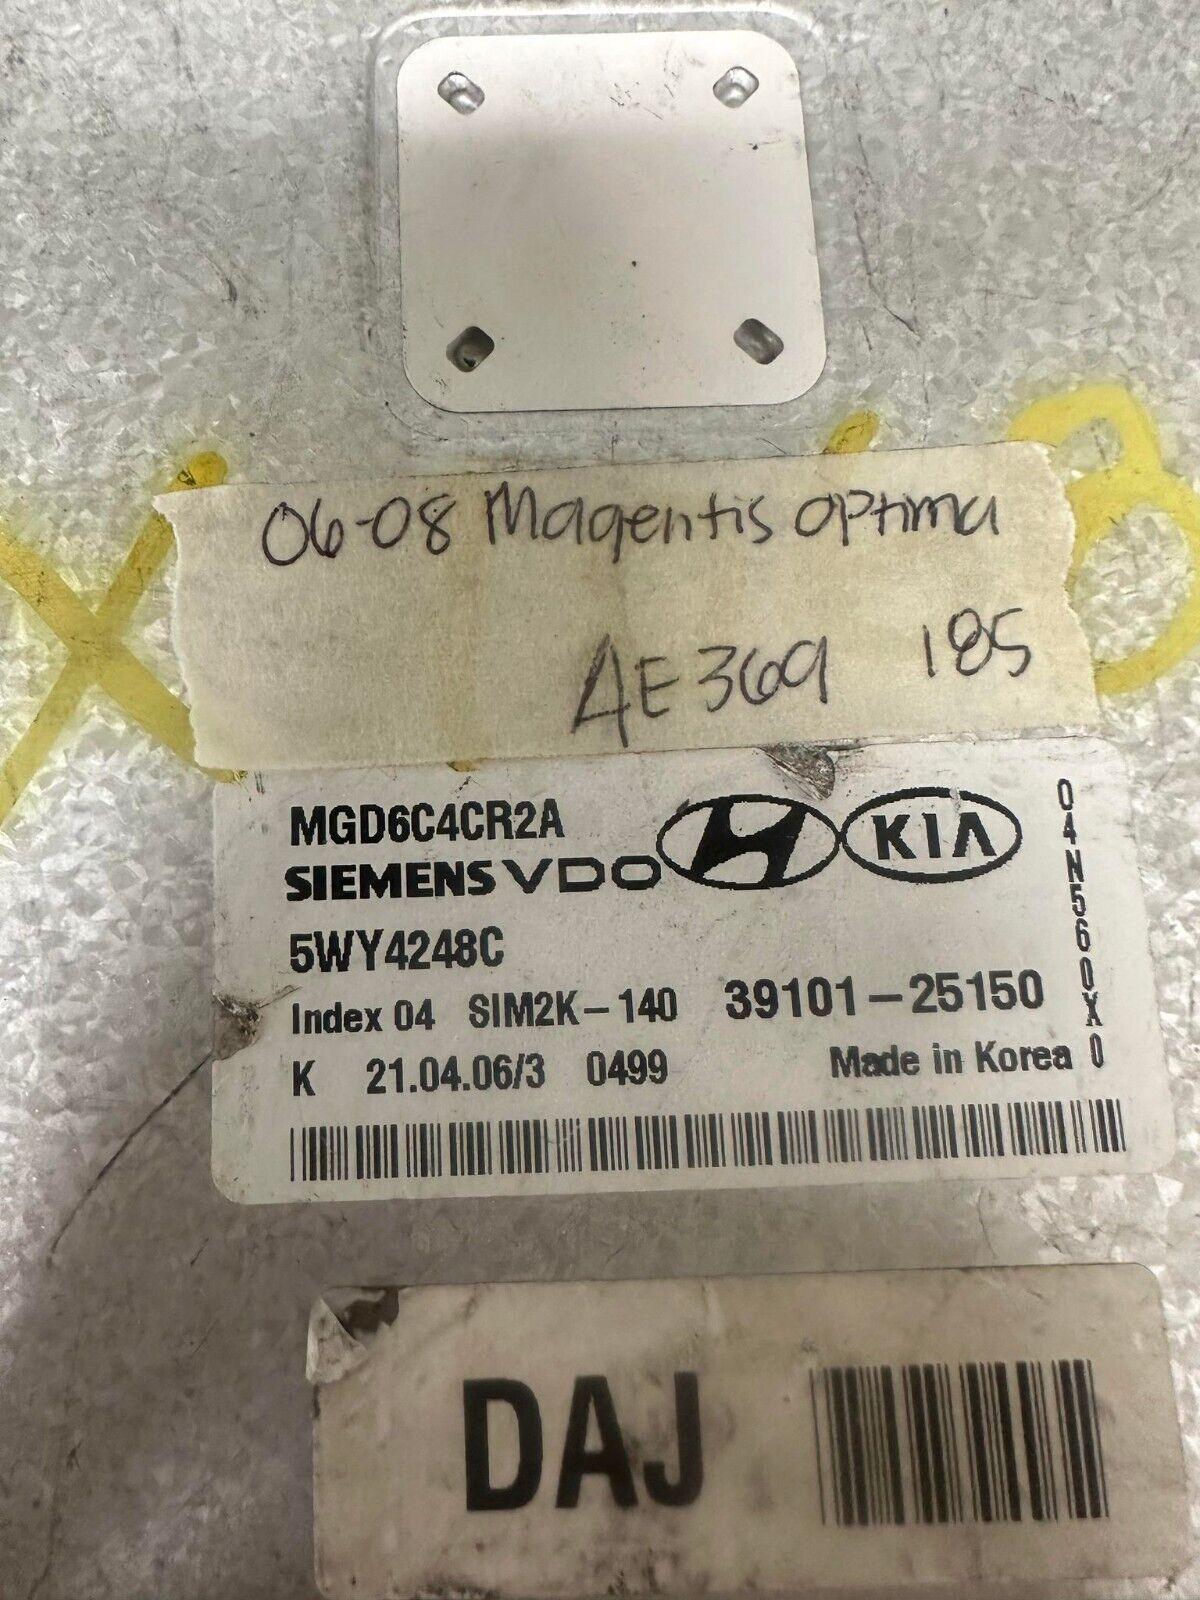 06-08 Magentis optima
AE369 185
MGD6C4CR2A
SIEMENS VDO
KIA
5WY4248C
Index 04 SIM2K-140 39101-25150
K 21.04.06/3 0499 Made in Korea
04N560X0
DAJ